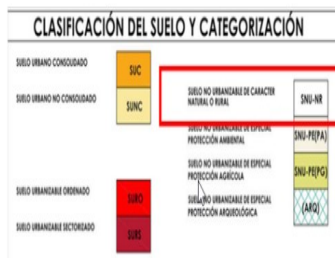 CLASIFICACIÓN DEL SUELO Y CATEGORIZACIÓN
SUELO URBANO CONSOLIDADO
SUC
SUELO URBANO NO CONSOLIDADO
SUNC
SUELO URBANIZABLE ORDENADO
SURO
SUELO URBANIZABLE SECTORIZADO
SURS
SUELO NO URBANIZABLE DE CARACTER
NATURAL O RURAL
SNU-NR
SUELO NO URBANIZABLE DE ESPECIAL
PROTECCIÓN AMBIENTAL
SNU-PE(PA)
SUELO NO URBANIZABLE DE ESPECIAL
PROTECCIÓN AGRÍCOLA
SNU-PE(PG)
SUELO NO URBANIZABLE DE ESPECIAL
PROTECCIÓN ARQUEOLÓGICA
(ARQ)